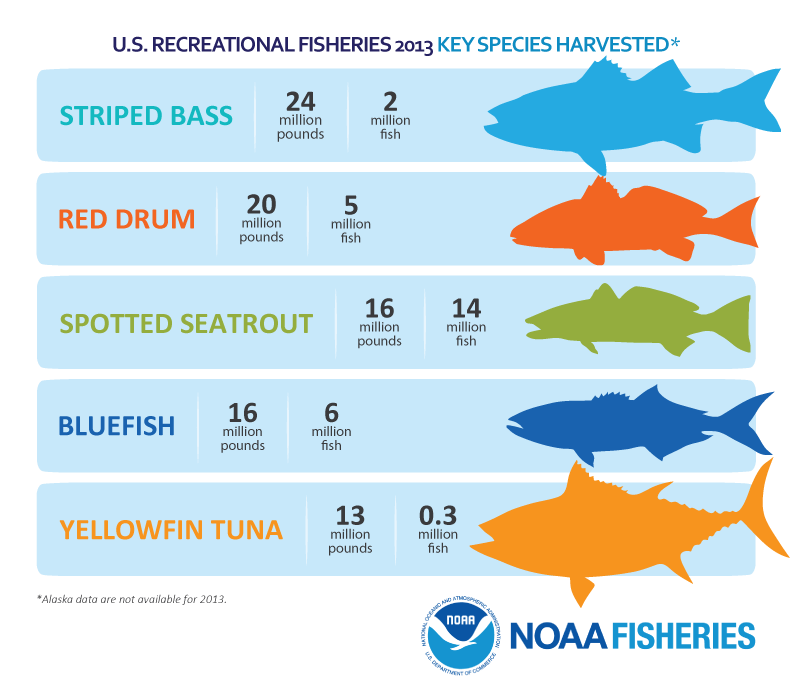 U.S. RECREATIONAL FISHERIES 2013 KEY SPECIES HARVESTED*
STRIPED BASS
24
million
pounds
2
million
fish
RED DRUM
20
million
pounds
5
million
fish
SPOTTED SEATROUT
16
million
pounds
14
million
fish
BLUEFISH
16
million
pounds
6
million
fish
YELLOWFIN TUNA
13
million
pounds
0.3
million
fish
*Alaska data are not available for 2013.
NATIONAL OCEANIC AND ATMOSPHERIC ADMINISTRATION
NOAA
U.S. DEPARTMENT OF COMMERCE
NOAA FISHERIES